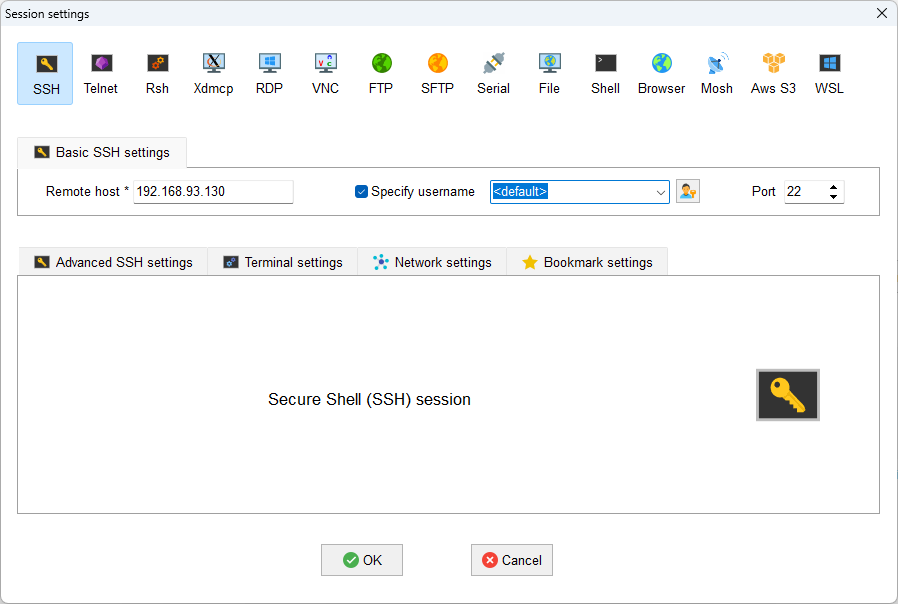 Session settings
SSH Telnet Rsh Xdmcp RDP VNC FTP SFTP Serial File Shell Browser Mosh Aws S3 WSL
Basic SSH settings
Remote host * 192.168.93.130 Specify username <default> Port 22
Advanced SSH settings Terminal settings Network settings Bookmark settings
Secure Shell (SSH) session
OK Cancel